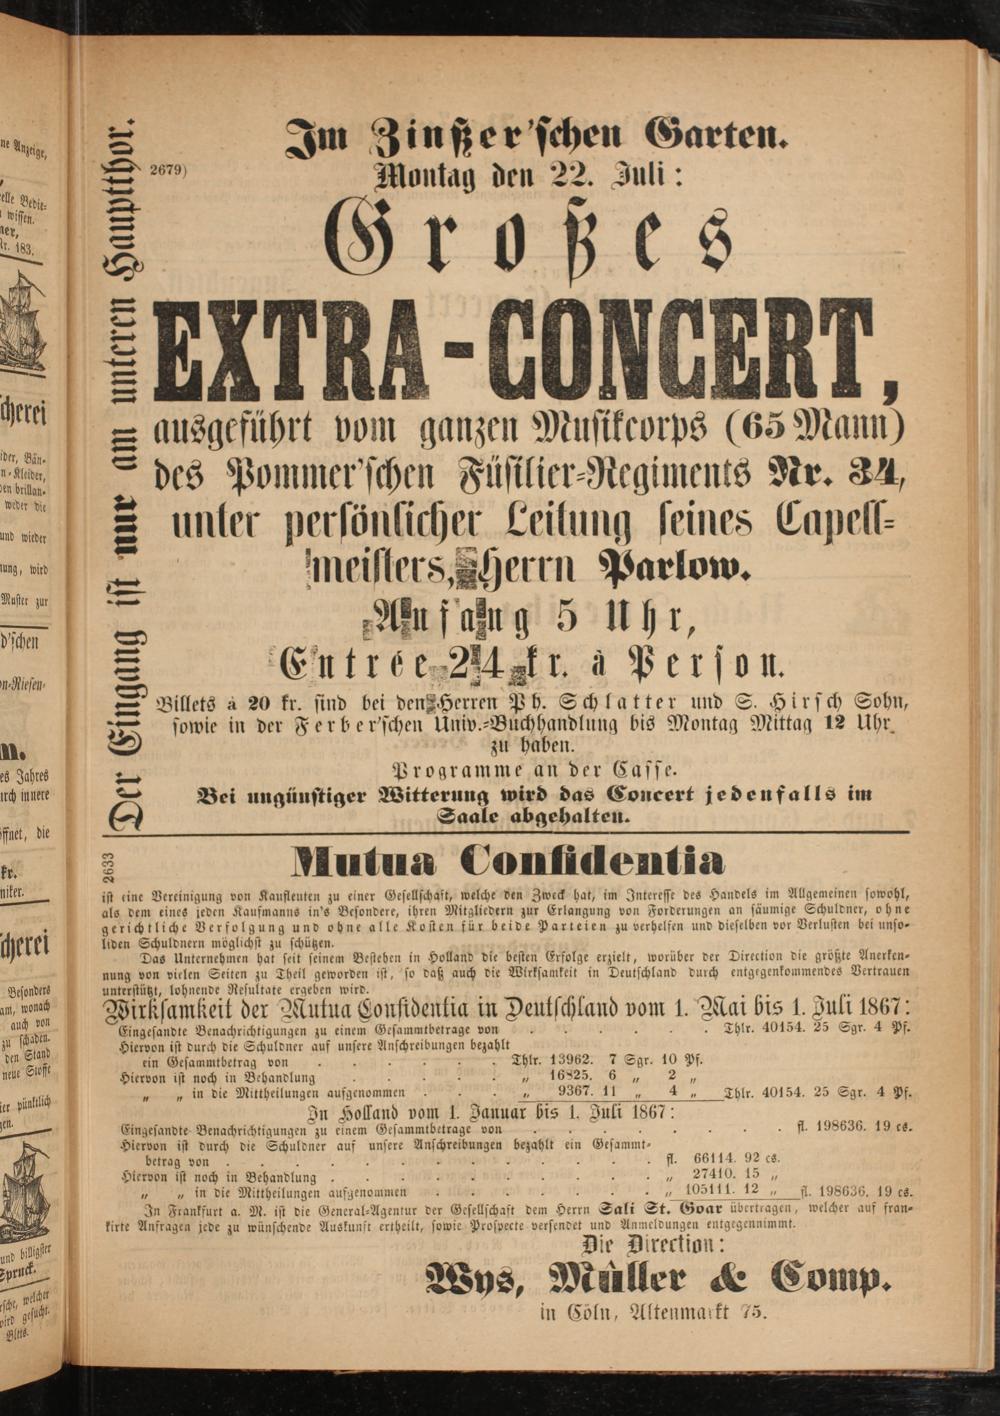 Im Zinßer'schen Garten.
2679)
Montag den 22. Juli:
Großes
EXTRA-CONCERT,
ausgeführt vom ganzen Musikcorps (65 Mann)
des Pommer'schen Füsilier-Regiments Nr. 34,
unter persönlicher Leitung seines Capell-
meisters, Herrn Parlow.
Anfang 5 Uhr,
Entrée 24 kr. à Person.
Billets à 20 kr. sind bei den Herren Ph. Schlatter und S. Hirsch Sohn,
sowie in der Ferber'schen Univ.-Buchhandlung bis Montag Mittag 12 Uhr
zu haben.
Programme an der Casse.
Bei ungünstiger Witterung wird das Concert jedenfalls im
Saale abgehalten.
Der Eingang ist nur am unteren Hauptthor.
2633
Mutua Confidentia
ist eine Vereinigung von Kaufleuten zu einer Gesellschaft, welche den Zweck hat, im Interesse des Handels im Allgemeinen sowohl,
als dem eines jeden Kaufmanns in's Besondere, ihren Mitgliedern zur Erlangung von Forderungen an säumige Schuldner, ohne
gerichtliche Verfolgung und ohne alle Kosten für beide Parteien zu verhelfen und dieselben vor Verlusten bei unso-
liden Schuldnern möglichst zu schützen.
Das Unternehmen hat seit seinem Bestehen in Holland die besten Erfolge erzielt, worüber der Direction die größte Anerken-
nung von vielen Seiten zu Theil geworden ist, so daß auch die Wirksamkeit in Deutschland durch entgegenkommendes Vertrauen
unterstützt, lohnende Resultate ergeben wird.
Wirksamkeit der Mutua Confidentia in Deutschland vom 1. Mai bis 1. Juli 1867:
Eingesandte Benachrichtigungen zu einem Gesammtbetrage von . . . . . . Thlr. 40154. 25 Sgr. 4 Pf.
Hiervon ist durch die Schuldner auf unsere Anschreibungen bezahlt
ein Gesammtbetrag von . . . . . . Thlr. 13962. 7 Sgr. 10 Pf.
Hiervon ist noch in Behandlung . . . . . „ 16825. 6 „ 2 „
„ „ in die Mittheilungen aufgenommen . . . „ 9367. 11 „ 4 „ Thlr. 40154. 25 Sgr. 4 Pf.
In Holland vom 1. Januar bis 1. Juli 1867:
Eingesandte Benachrichtigungen zu einem Gesammtbetrage von . . . . . . . . fl. 198636. 19 cs.
Hiervon ist durch die Schuldner auf unsere Anschreibungen bezahlt ein Gesammt-
betrag von . . . . . . . . . . . . fl. 66114. 92 cs.
Hiervon ist noch in Behandlung . . . . . . . . . „ 27410. 15 „
„ „ in die Mittheilungen aufgenommen . . . . . . . „ 105111. 12 „ fl. 198636. 19 cs.
In Frankfurt a. M. ist die General-Agentur der Gesellschaft dem Herrn Sali St. Goar übertragen, welcher auf fran-
kirte Anfragen jede zu wünschende Auskunft ertheilt, sowie Prospecte versendet und Anmeldungen entgegennimmt.
Die Direction:
Wys, Müller & Comp.
in Cöln, Altenmarkt 75.